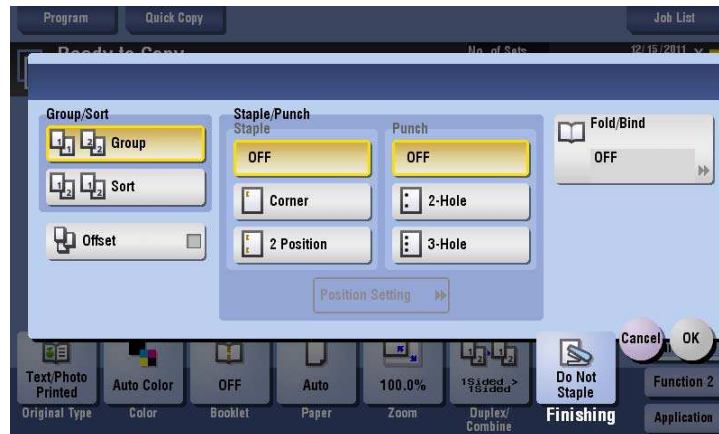 Program
Quick Copy
Job List
Ready to Copy
No. of Sets
12/15/2011
Group/Sort
Group
Sort
Offset
Staple/Punch
Staple
OFF
Corner
2 Position
Punch
OFF
2-Hole
3-Hole
Position Setting
Fold/Bind
OFF
Cancel
OK
Text/Photo
Printed
Original Type
Auto Color
Color
OFF
Booklet
Auto
Paper
100.0%
Zoom
1Sided >
1Sided
Duplex/
Combine
Do Not
Staple
Finishing
Function 2
Application